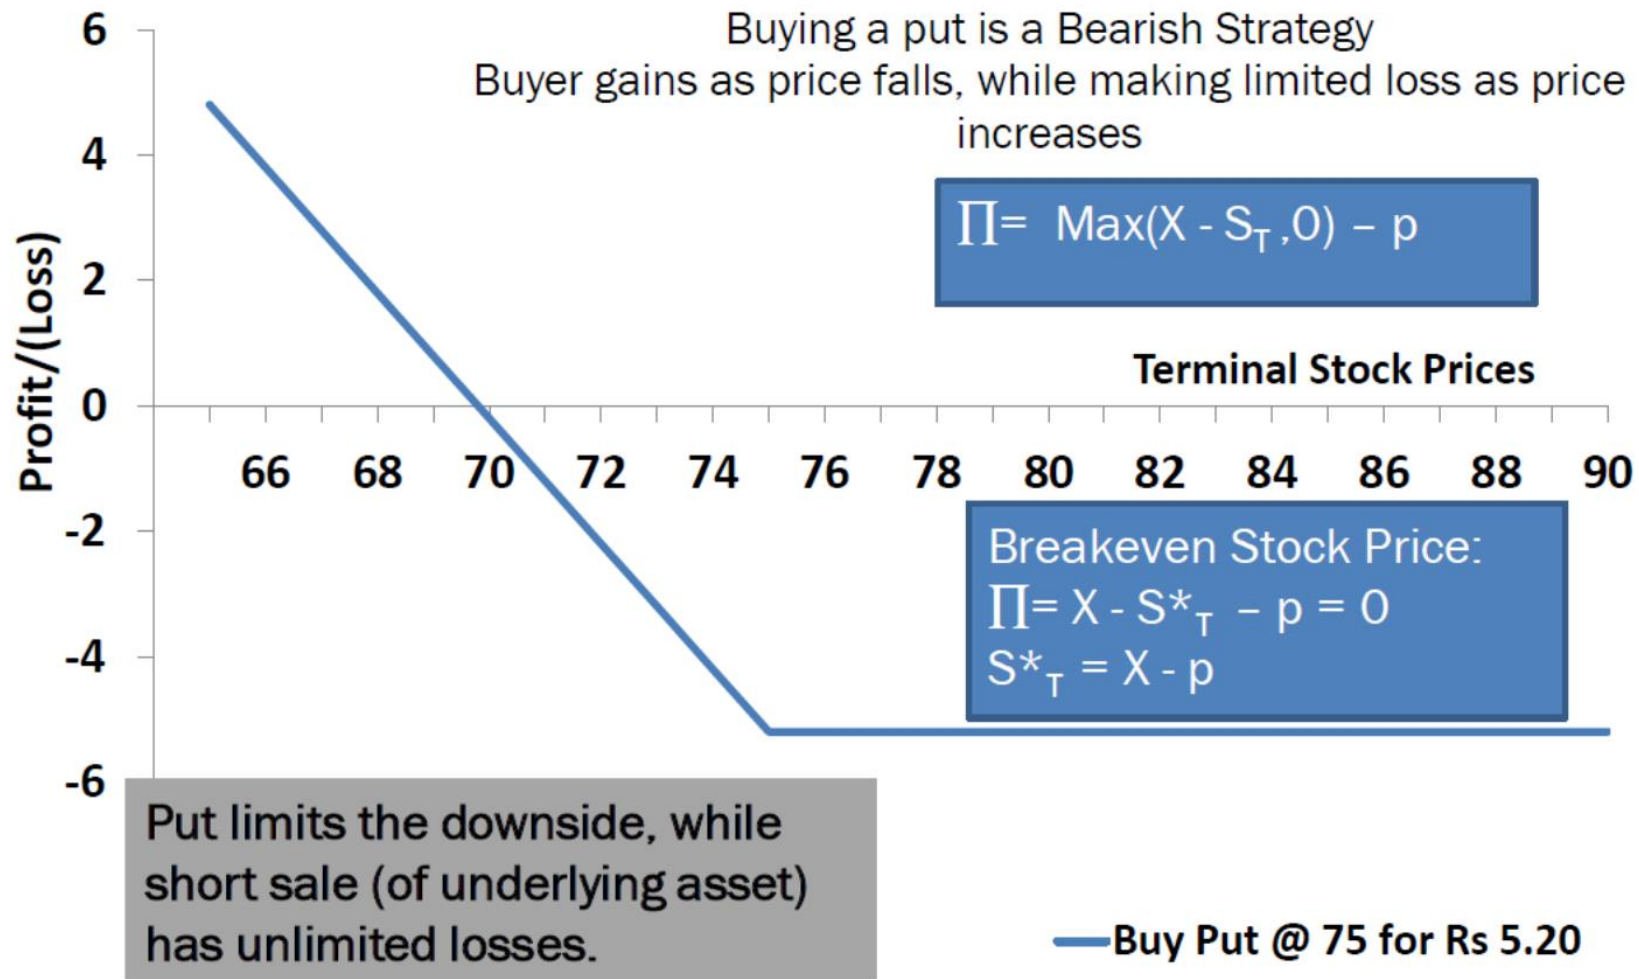 Buying a put is a Bearish Strategy
Buyer gains as price falls, while making limited loss as price
increases
Π= Max(X - S_T ,0) – p
Profit/(Loss)
6
4
2
0
-2
-4
-6
Terminal Stock Prices
66 68 70 72 74 76 78 80 82 84 86 88 90
Breakeven Stock Price:
Π= X - S*_T – p = 0
S*_T = X - p
Put limits the downside, while
short sale (of underlying asset)
has unlimited losses.
Buy Put @ 75 for Rs 5.20